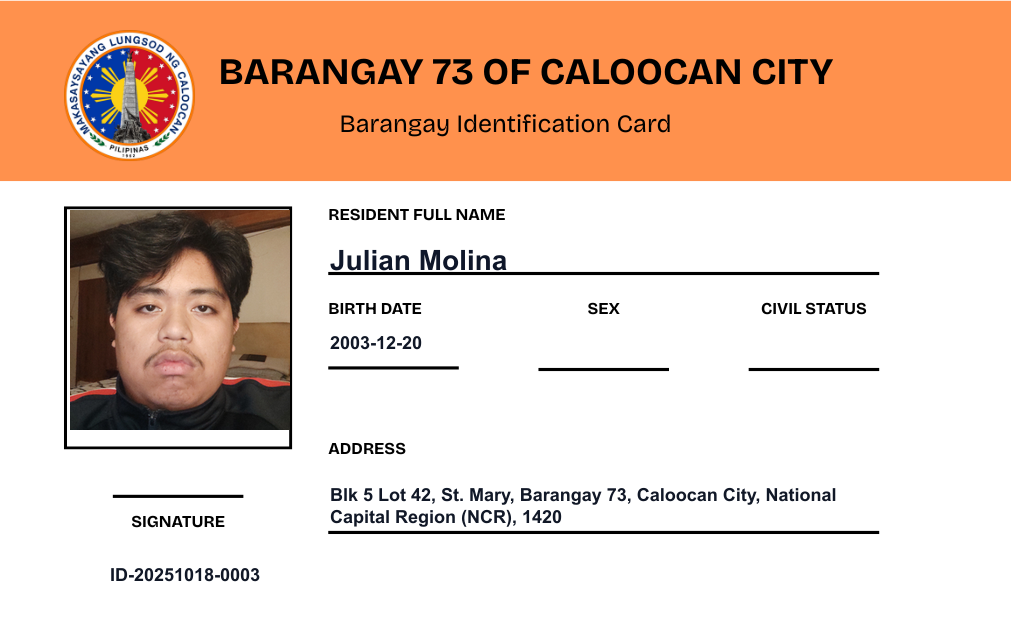 MAKASAYSAYANG LUNGSOD NG CALOOCAN
PILIPINAS
1962
BARANGAY 73 OF CALOOCAN CITY
Barangay Identification Card
RESIDENT FULL NAME
Julian Molina
BIRTH DATE
SEX
CIVIL STATUS
2003-12-20
ADDRESS
Blk 5 Lot 42, St. Mary, Barangay 73, Caloocan City, National
Capital Region (NCR), 1420
SIGNATURE
ID-20251018-0003